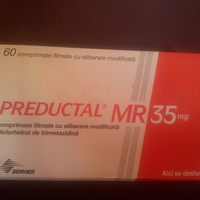 60 comprimate filmate cu eliberare modificată
PREDUCTAL® MR 35 mg
comprimate filmate cu eliberare modificată
diclorhidrat de trimetazidină
SERVIER
Aici se desfac